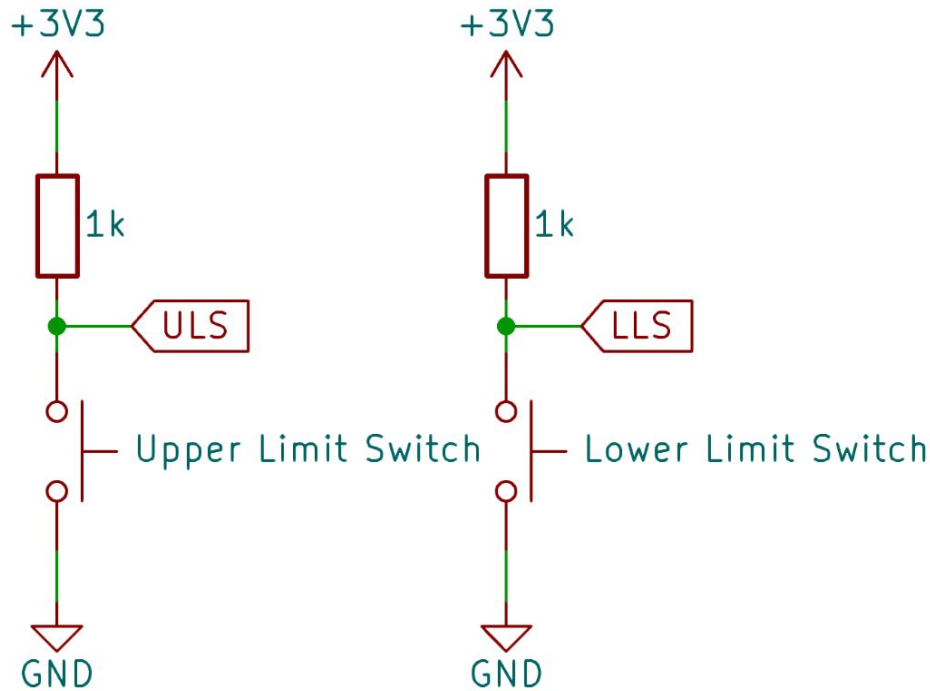 +3V3
+3V3
1k
1k
ULS
LLS
Upper Limit Switch
Lower Limit Switch
GND
GND